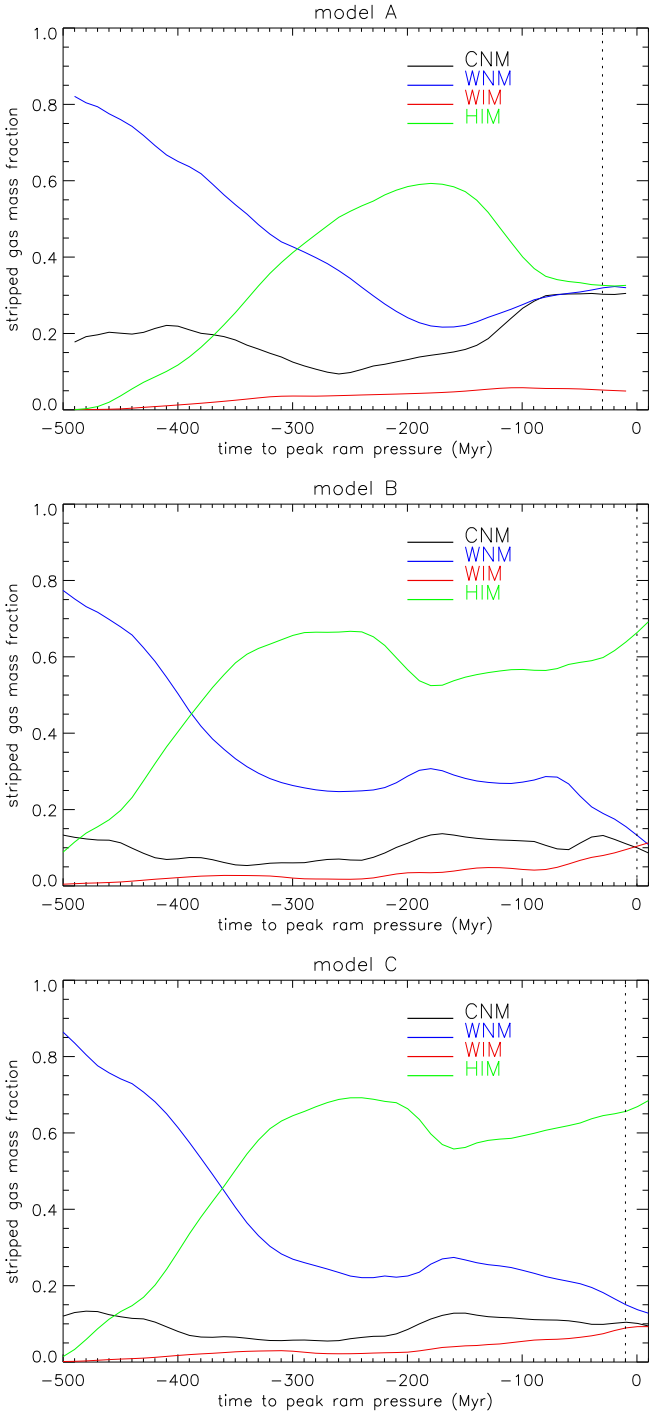 model A
1.0
0.8
0.6
0.4
0.2
0.0
stripped gas mass fraction
CNM
WNM
WIM
HIM
−500 −400 −300 −200 −100 0
time to peak ram pressure (Myr)
model B
1.0
0.8
0.6
0.4
0.2
0.0
stripped gas mass fraction
CNM
WNM
WIM
HIM
−500 −400 −300 −200 −100 0
time to peak ram pressure (Myr)
model C
1.0
0.8
0.6
0.4
0.2
0.0
stripped gas mass fraction
CNM
WNM
WIM
HIM
−500 −400 −300 −200 −100 0
time to peak ram pressure (Myr)